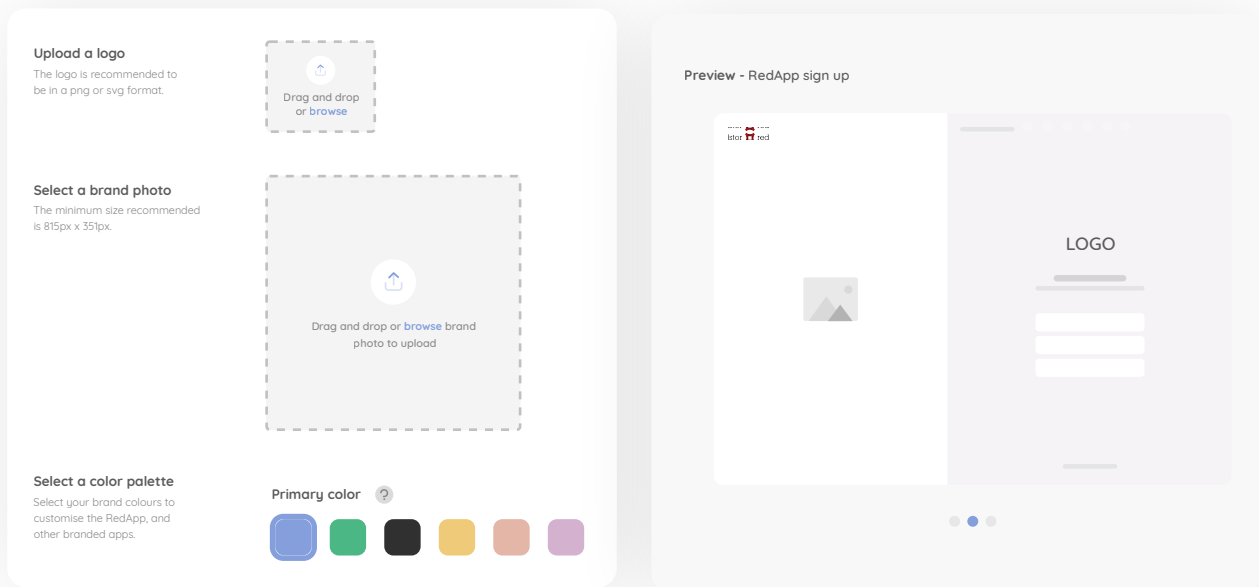 Upload a logo
The logo is recommended to
be in a png or svg format.
Drag and drop
or browse
Select a brand photo
The minimum size recommended
is 815px x 351px.
Drag and drop or browse brand
photo to upload
Select a color palette
Select your brand colours to
customise the RedApp, and
other branded apps.
Primary color ?
Preview - RedApp sign up
red
LOGO